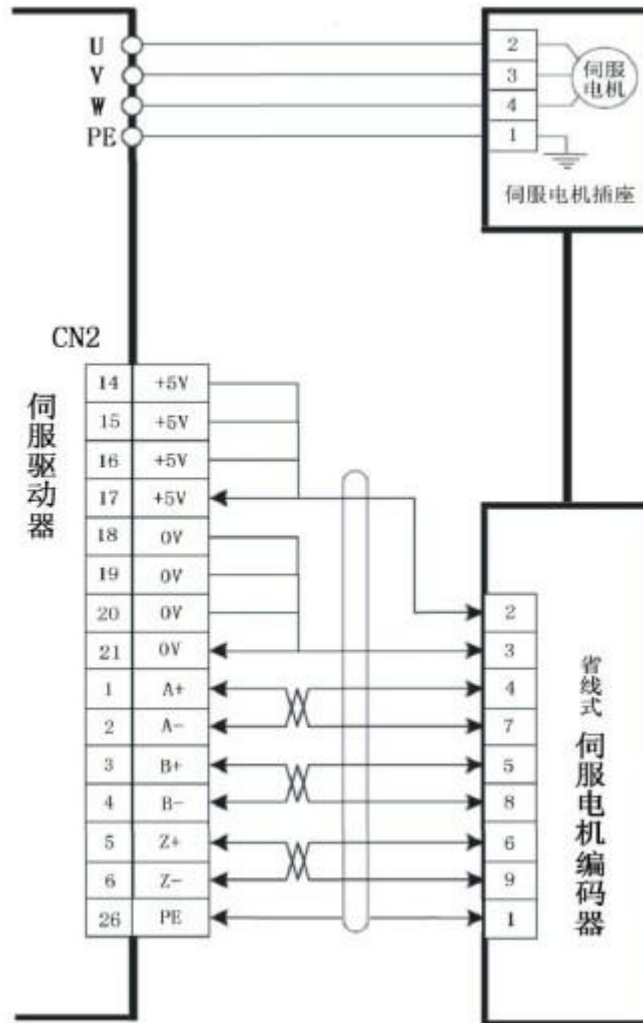 U
2
V
3
伺服
电机
W
4
PE
1
伺服电机插座
CN2
伺服驱动器
14 +5V
15 +5V
16 +5V
17 +5V
18 0V
19 0V
20 0V
21 0V
1 A+
2 A-
3 B+
4 B-
5 Z+
6 Z-
26 PE
2
3
4
7
5
8
6
9
1
省线式
伺服电机编码器